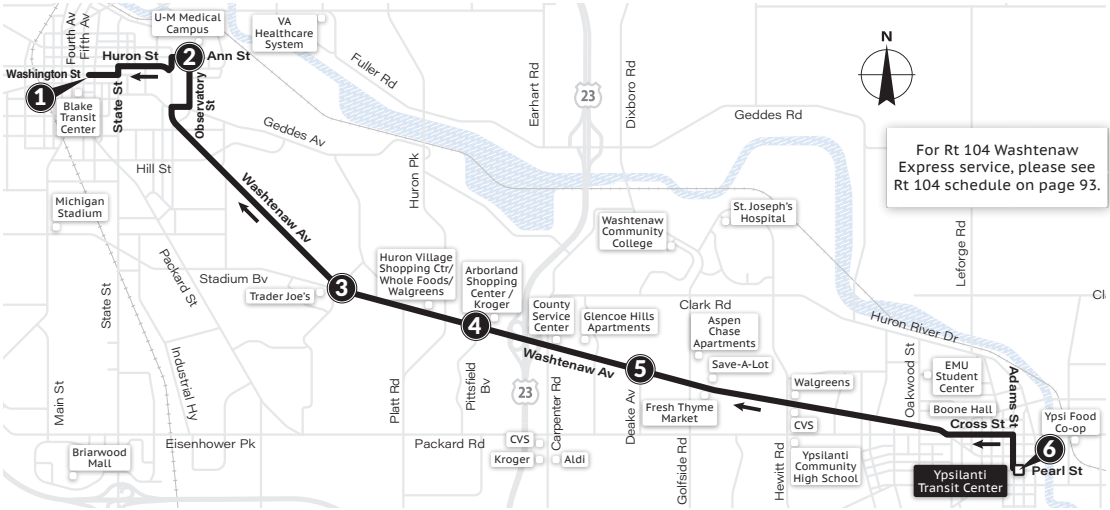 Fourth Av
Fifth Av
U-M Medical
Campus
VA
Healthcare
System
Huron St
2
Ann St
Washington St
1
Blake
Transit
Center
State St
Observatory
St
Fuller Rd
Geddes Av
Earhart Rd
23
Dixboro Rd
Geddes Rd
N
For Rt 104 Washtenaw
Express service, please see
Rt 104 schedule on page 93.
Hill St
Huron Pk
Michigan
Stadium
Washtenaw Av
Washtenaw
Community
College
St. Joseph's
Hospital
Leforge Rd
Packard St
Stadium Bv
Trader Joe's
3
Huron Village
Shopping Ctr/
Whole Foods/
Walgreens
Arborland
Shopping
Center /
Kroger
4
County
Service
Center
Glencoe Hills
Apartments
Clark Rd
Cl
Aspen
Chase
Apartments
Huron River Dr
State St
Industrial Hy
Main St
Platt Rd
Pittsfield
Bv
Washtenaw Av
23
Carpenter Rd
5
Deake Av
Save-A-Lot
Fresh Thyme
Market
Walgreens
Oakwood St
EMU
Student
Center
Adams St
Boone Hall
Cross St
Ypsi Food
Co-op
CVS
Eisenhower Pk
Briarwood
Mall
Packard Rd
CVS
Kroger
Aldi
Golfside Rd
Hewitt Rd
Ypsilanti
Community
High School
Ypsilanti
Transit Center
6
Pearl St